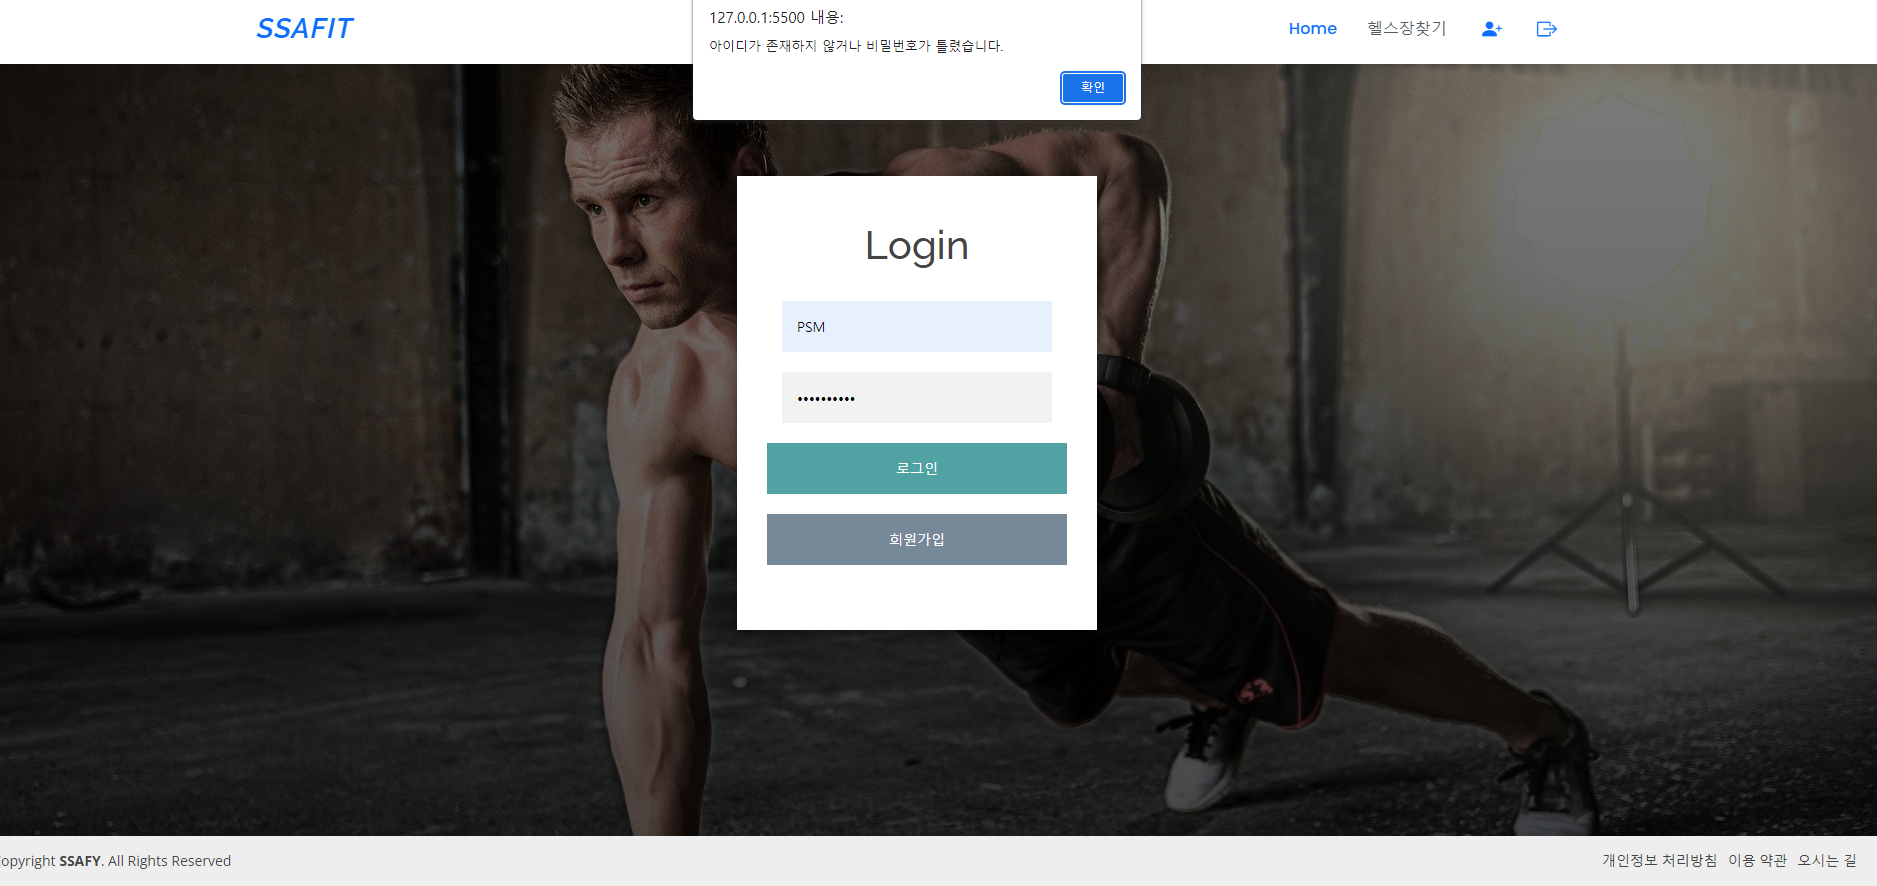 SSAFIT
127.0.0.1:5500 내용:
아이디가 존재하지 않거나 비밀번호가 틀렸습니다.
확인
Home
헬스장찾기
Login
PSM
••••••••••
로그인
회원가입
opyright SSAFY. All Rights Reserved
개인정보 처리방침 이용 약관 오시는 길